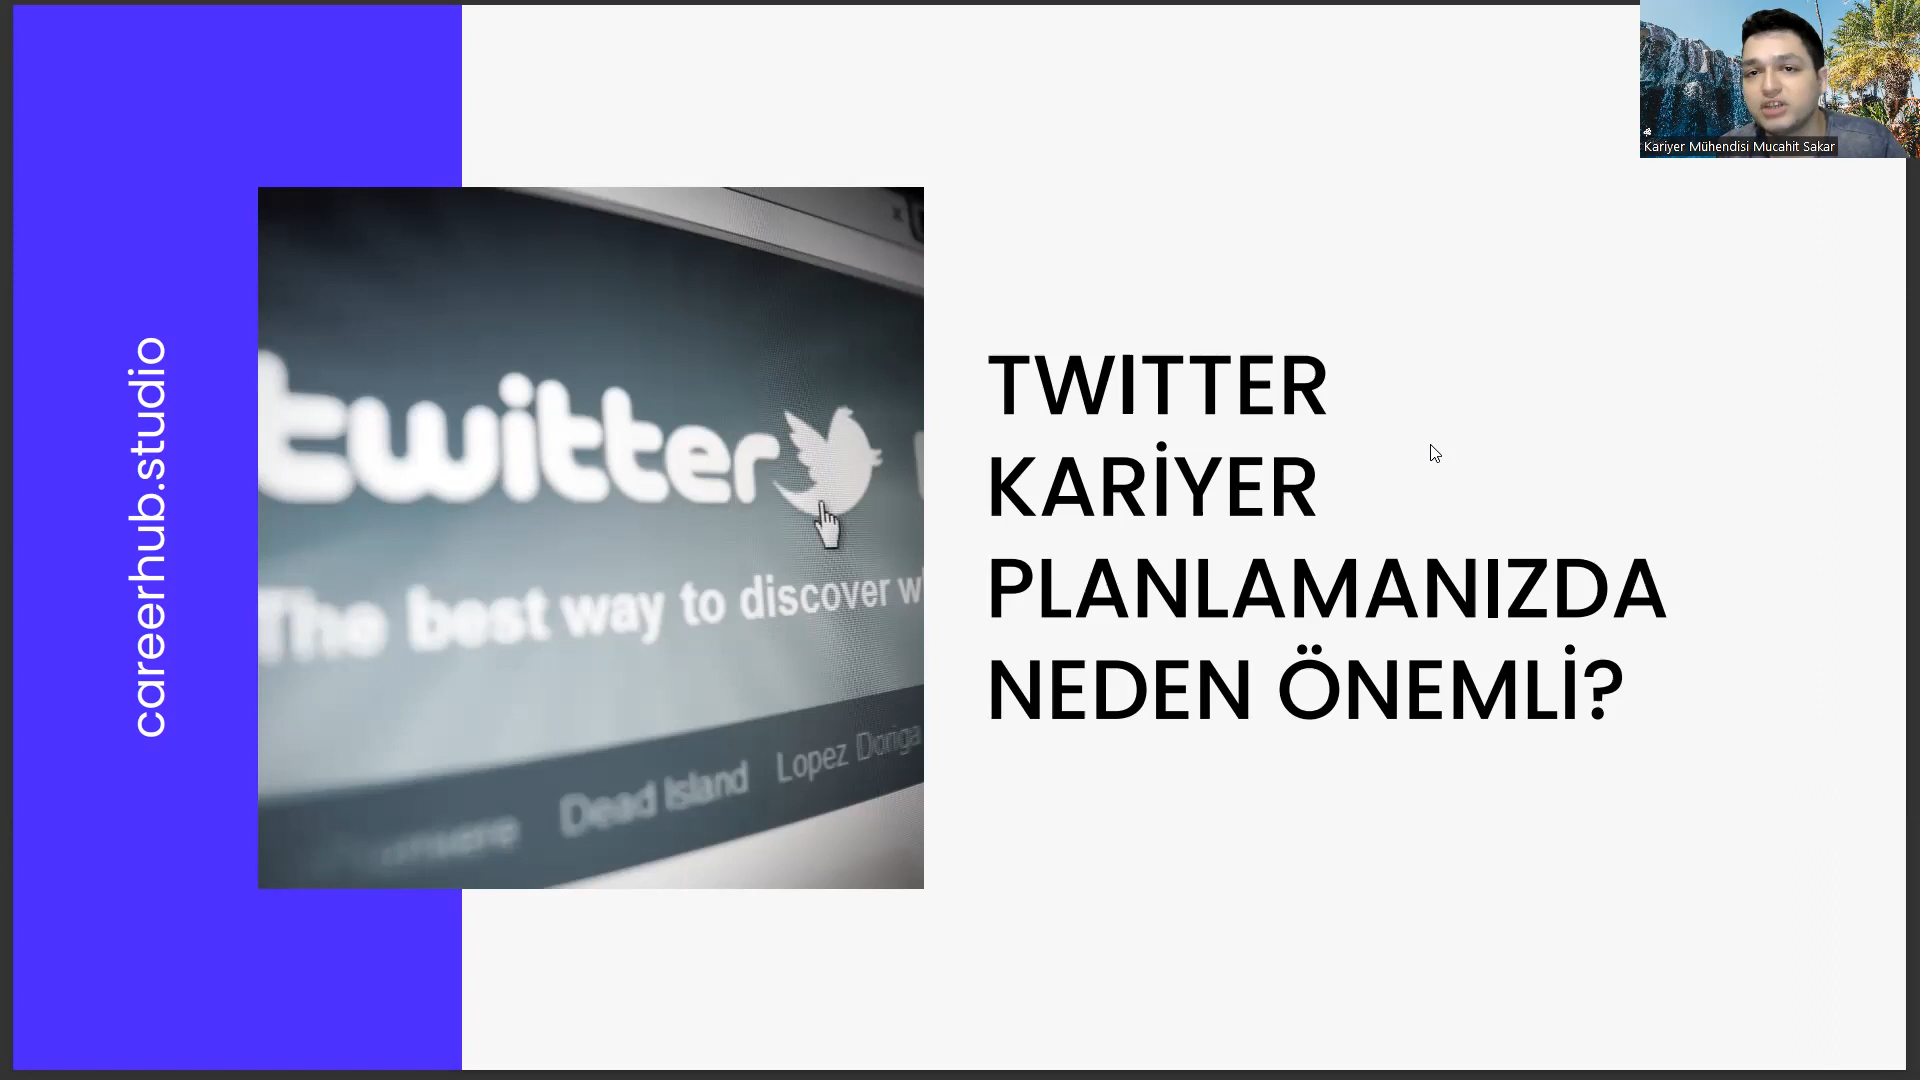 careerhub.studio
twitter
The best way to discover w
Dead Island
Lopez Doriga
TWITTER
KARİYER
PLANLAMANIZDA
NEDEN ÖNEMLİ?
Kariyer Mühendisi Mucahit Sakar